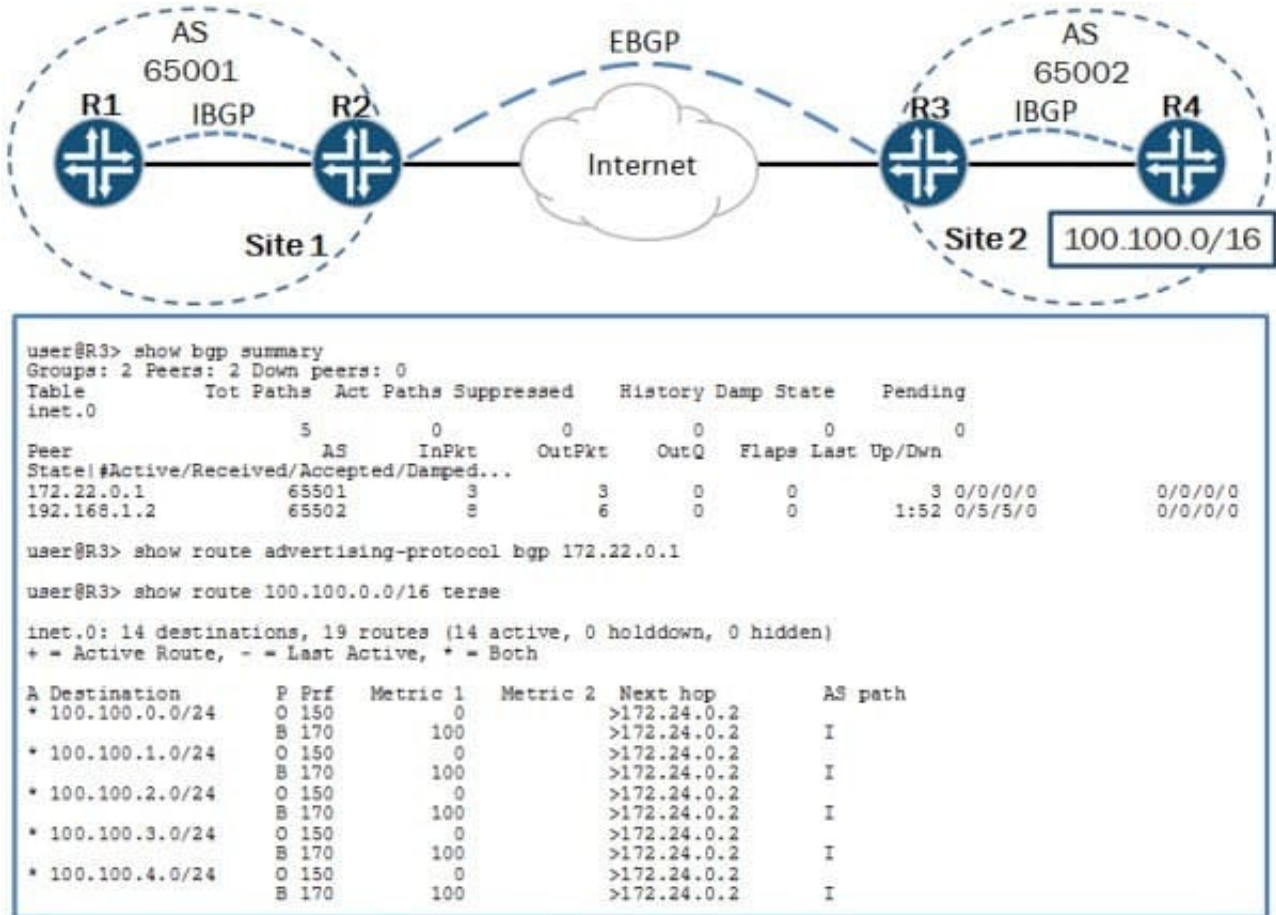 AS
65001
EBGP
AS
65002
R1
IBGP
R2
R3
IBGP
R4
Internet
Site 1
Site 2
100.100.0/16
user@R3> show bgp summary
Groups: 2 Peers: 2 Down peers: 0
Table Tot Paths Act Paths Suppressed History Damp State Pending
inet.0
5 0 0 0 0 0
Peer AS InPkt OutPkt OutQ Flaps Last Up/Dwn
State|#Active/Received/Accepted/Damped...
172.22.0.1 65501 3 3 0 0 3 0/0/0/0 0/0/0/0
192.168.1.2 65502 8 6 0 0 1:52 0/5/5/0 0/0/0/0
user@R3> show route advertising-protocol bgp 172.22.0.1
user@R3> show route 100.100.0.0/16 terse
inet.0: 14 destinations, 19 routes (14 active, 0 holddown, 0 hidden)
+ = Active Route, - = Last Active, * = Both
A Destination P Prf Metric 1 Metric 2 Next hop AS path
* 100.100.0.0/24 O 150 0 >172.24.0.2
B 170 100 >172.24.0.2 I
* 100.100.1.0/24 O 150 0 >172.24.0.2
B 170 100 >172.24.0.2 I
* 100.100.2.0/24 O 150 0 >172.24.0.2
B 170 100 >172.24.0.2 I
* 100.100.3.0/24 O 150 0 >172.24.0.2
B 170 100 >172.24.0.2 I
* 100.100.4.0/24 O 150 0 >172.24.0.2
B 170 100 >172.24.0.2 I